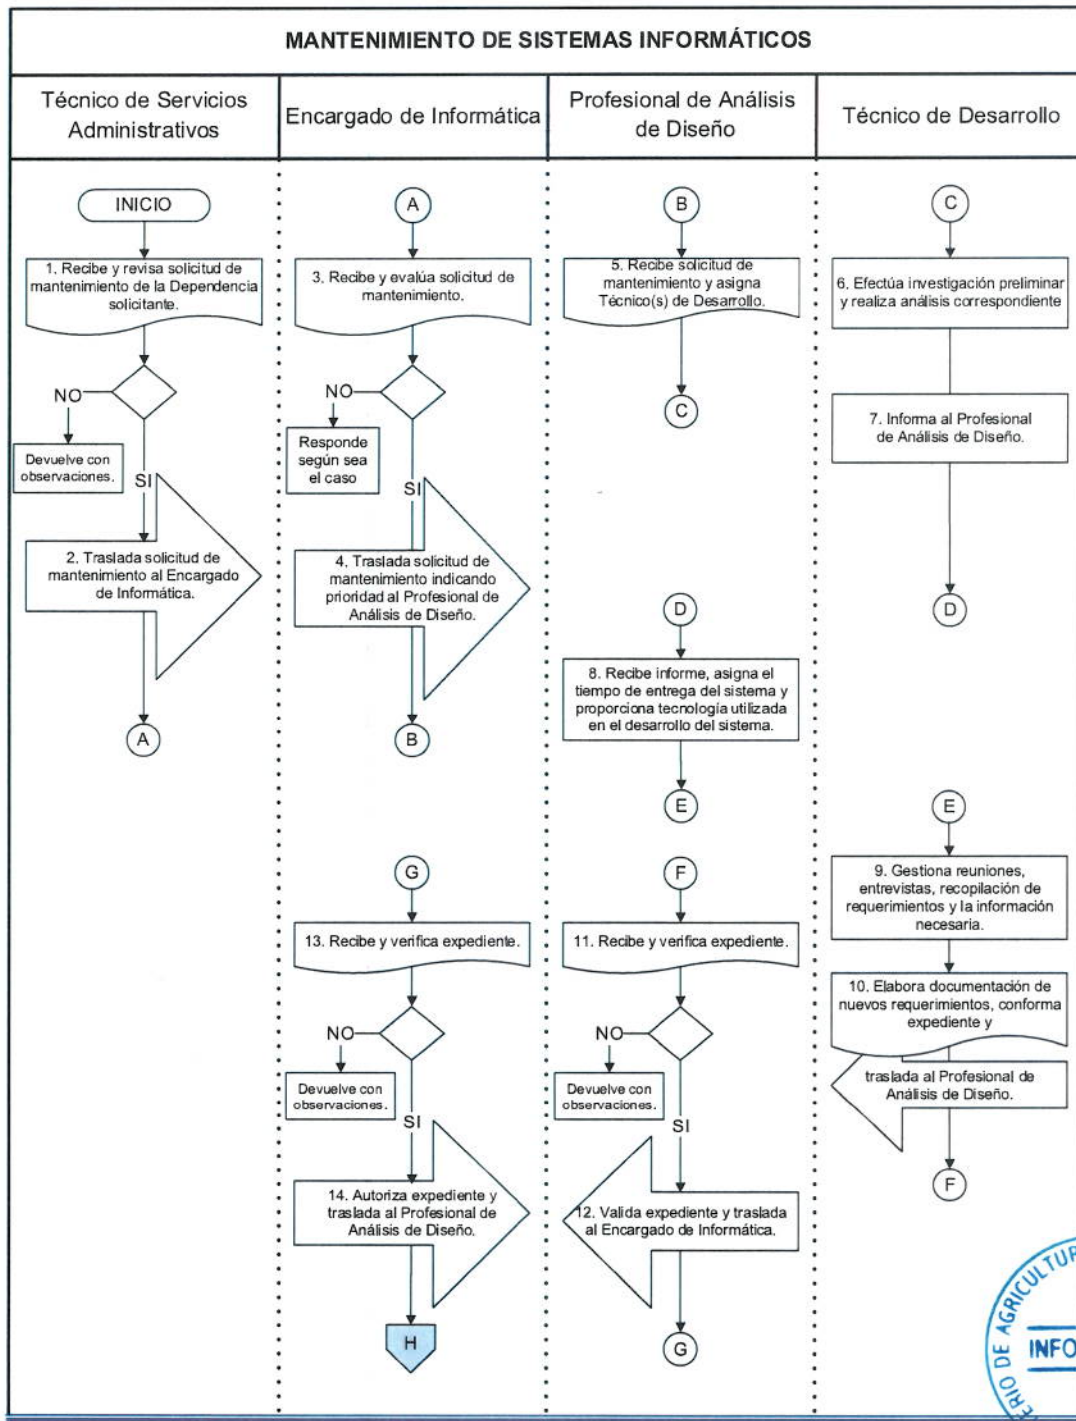 MANTENIMIENTO DE SISTEMAS INFORMÁTICOS
Técnico de Servicios
Administrativos
Encargado de Informática
Profesional de Análisis
de Diseño
Técnico de Desarrollo
INICIO
1. Recibe y revisa solicitud de
mantenimiento de la Dependencia
solicitante.
NO
Devuelve con
observaciones.
SI
2. Traslada solicitud de
mantenimiento al Encargado
de Informática.
A
A
3. Recibe y evalúa solicitud de
mantenimiento.
NO
Responde
según sea
el caso
SI
4. Traslada solicitud de
mantenimiento indicando
prioridad al Profesional de
Análisis de Diseño.
B
B
5. Recibe solicitud de
mantenimiento y asigna
Técnico(s) de Desarrollo.
C
C
6. Efectúa investigación preliminar
y realiza análisis correspondiente
7. Informa al Profesional
de Análisis de Diseño.
D
D
8. Recibe informe, asigna el
tiempo de entrega del sistema y
proporciona tecnología utilizada
en el desarrollo del sistema.
E
E
9. Gestiona reuniones,
entrevistas, recopilación de
requerimientos y la información
necesaria.
10. Elabora documentación de
nuevos requerimientos, conforma
expediente y
traslada al Profesional de
Análisis de Diseño.
F
F
11. Recibe y verifica expediente.
NO
Devuelve con
observaciones.
SI
12. Valida expediente y traslada
al Encargado de Informática.
G
G
13. Recibe y verifica expediente.
NO
Devuelve con
observaciones.
SI
14. Autoriza expediente y
traslada al Profesional de
Análisis de Diseño.
H
ERIO DE AGRICULTUR
INFO